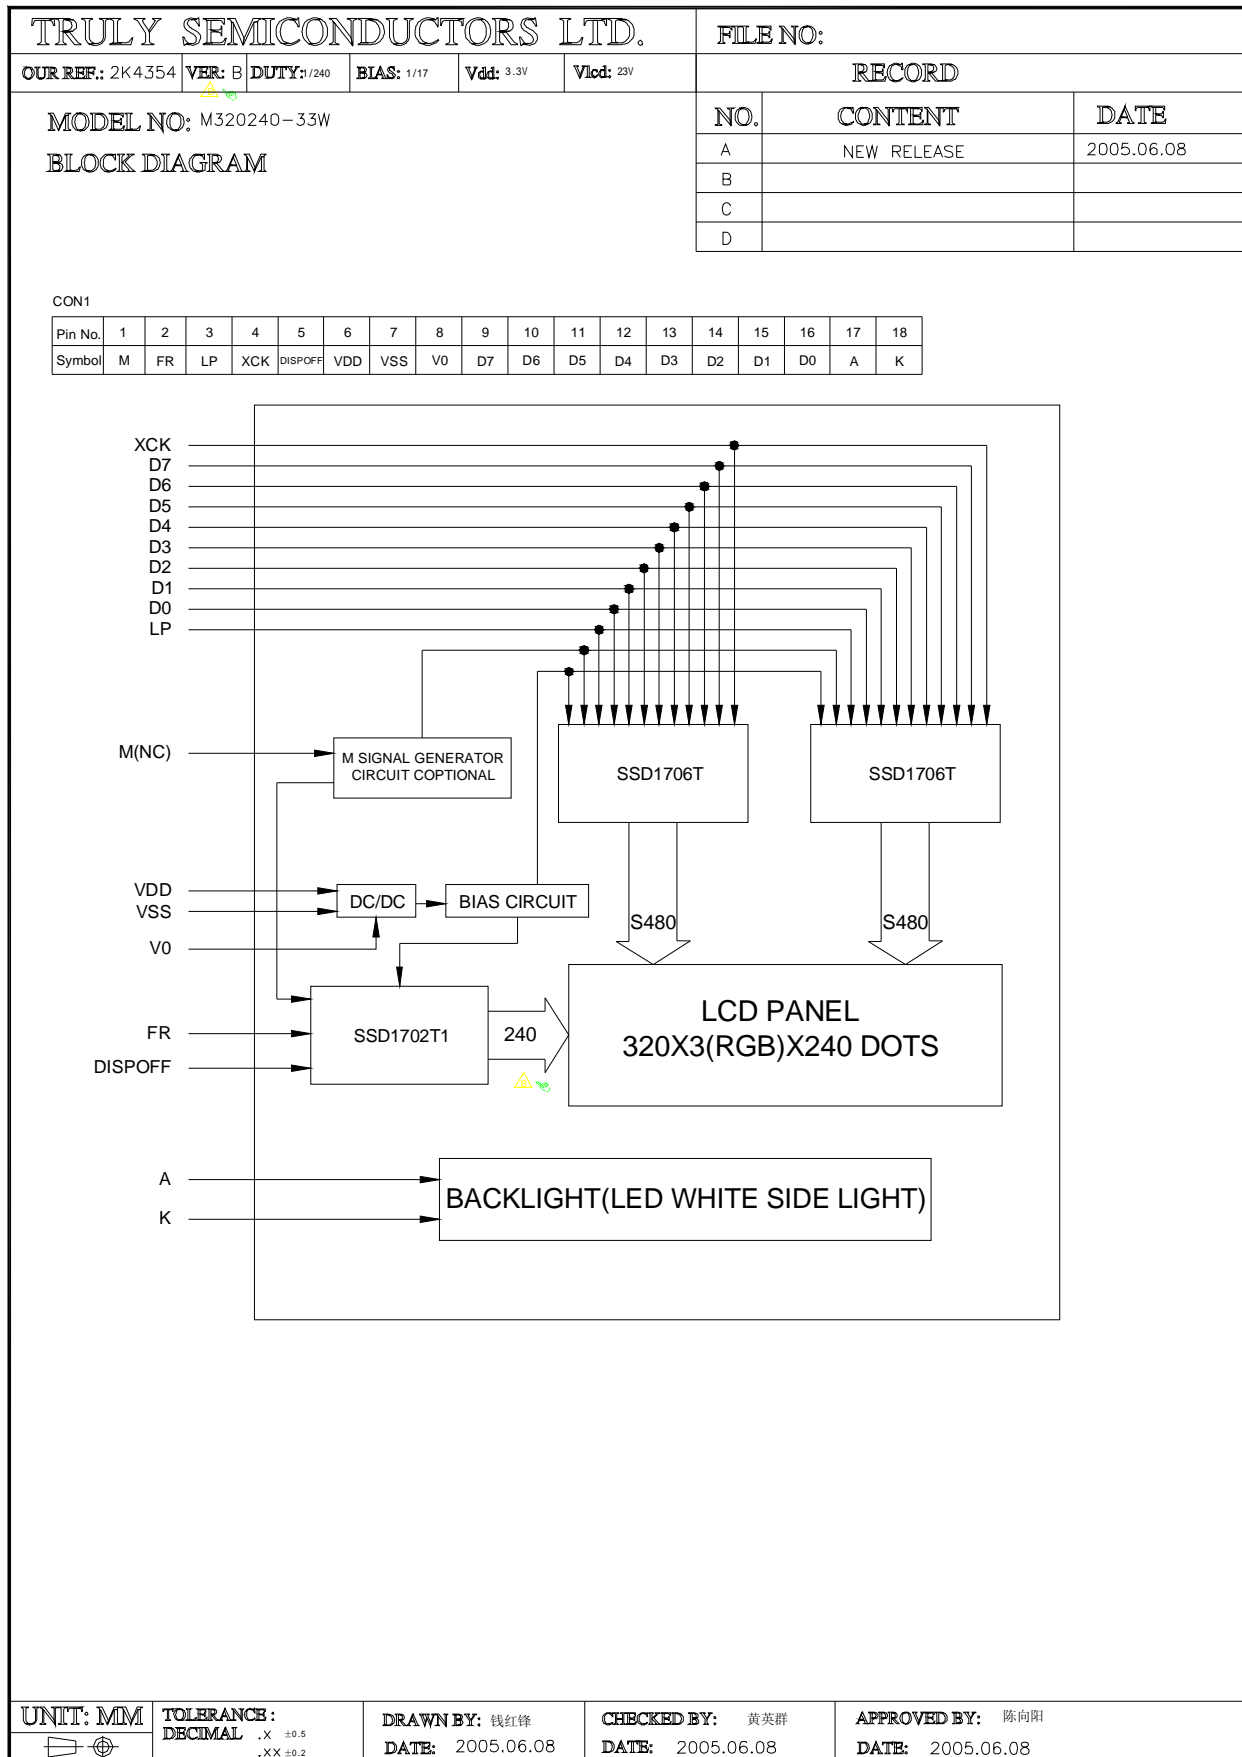 TRULY SEMICONDUCTORS LTD. FILE NO:
OUR REF.: 2K4354 VER: B DUTY:1/240 BIAS: 1/17 Vdd: 3.3V Vlcd: 23V RECORD
MODEL NO: M320240-33W
BLOCK DIAGRAM
NO. CONTENT DATE
A NEW RELEASE 2005.06.08
B
C
D
CON1
Pin No. 1 2 3 4 5 6 7 8 9 10 11 12 13 14 15 16 17 18
Symbol M FR LP XCK DISPOFF VDD VSS V0 D7 D6 D5 D4 D3 D2 D1 D0 A K
XCK
D7
D6
D5
D4
D3
D2
D1
D0
LP
M(NC)
M SIGNAL GENERATOR
CIRCUIT COPTIONAL
SSD1706T
SSD1706T
VDD
VSS
V0
DC/DC
BIAS CIRCUIT
S480
S480
FR
DISPOFF
SSD1702T1
240
B
LCD PANEL
320X3(RGB)X240 DOTS
A
K
BACKLIGHT(LED WHITE SIDE LIGHT)
UNIT: MM
TOLERANCE :
DECIMAL .X ±0.5
.XX ±0.2
DRAWN BY: 钱红锋
DATE: 2005.06.08
CHECKED BY: 黄英群
DATE: 2005.06.08
APPROVED BY: 陈向阳
DATE: 2005.06.08